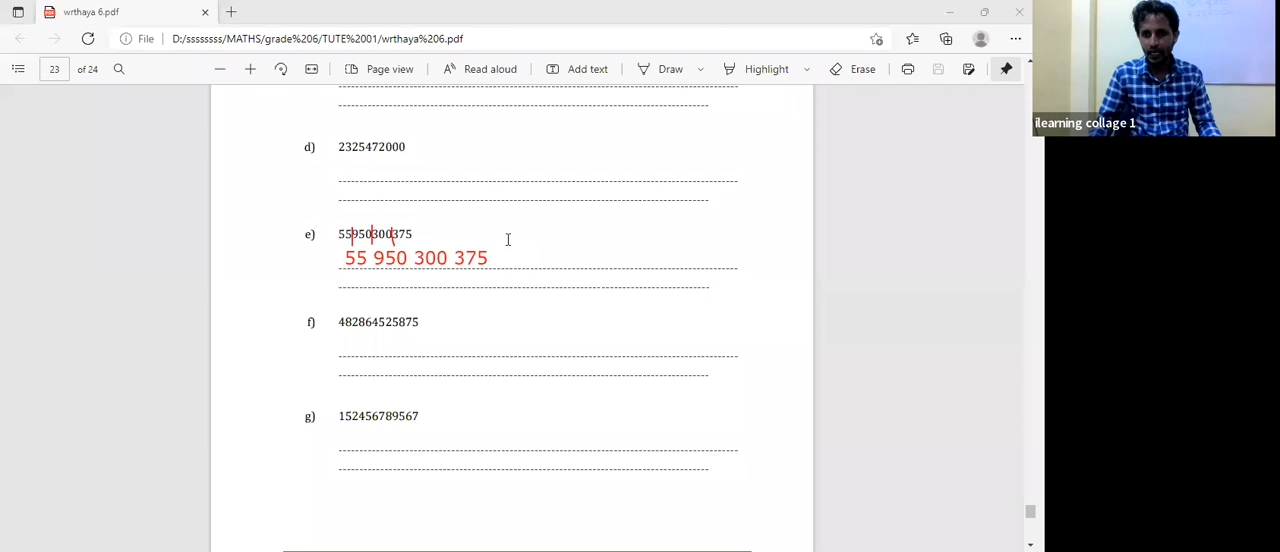 wrthaya 6.pdf
File
D:/ssssssss/MATHS/grade%206/TUTE%2001/wrthaya%206.pdf
23 of 24
Page view
Read aloud
Add text
Draw
Highlight
Erase
ilearning collage 1
d) 2325472000
e) 55950300375
55 950 300 375
f) 482864525875
g) 152456789567